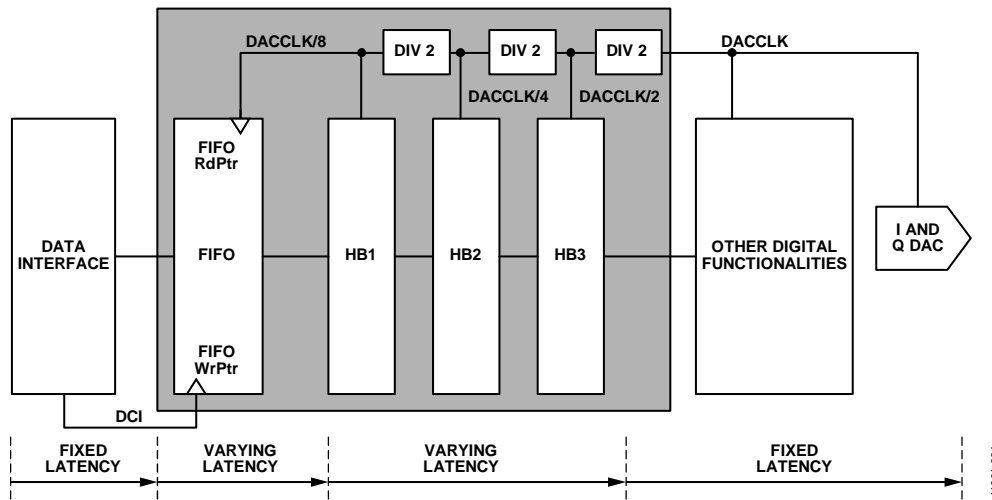 DACCLK/8
DIV 2
DIV 2
DIV 2
DACCLK
DACCLK/4
DACCLK/2
FIFO
RdPtr
DATA
INTERFACE
FIFO
HB1
HB2
HB3
OTHER DIGITAL
FUNCTIONALITIES
I AND
Q DAC
FIFO
WrPtr
DCI
FIXED
LATENCY
VARYING
LATENCY
VARYING
LATENCY
FIXED
LATENCY